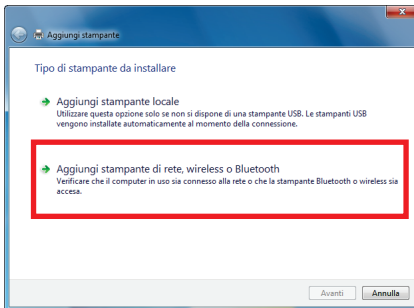 Aggiungi stampante
Tipo di stampante da installare
Aggiungi stampante locale
Utilizzare questa opzione solo se non si dispone di una stampante USB. Le stampanti USB
vengono installate automaticamente al momento della connessione.
Aggiungi stampante di rete, wireless o Bluetooth
Verificare che il computer in uso sia connesso alla rete o che la stampante Bluetooth o wireless sia
accesa.
Avanti Annulla